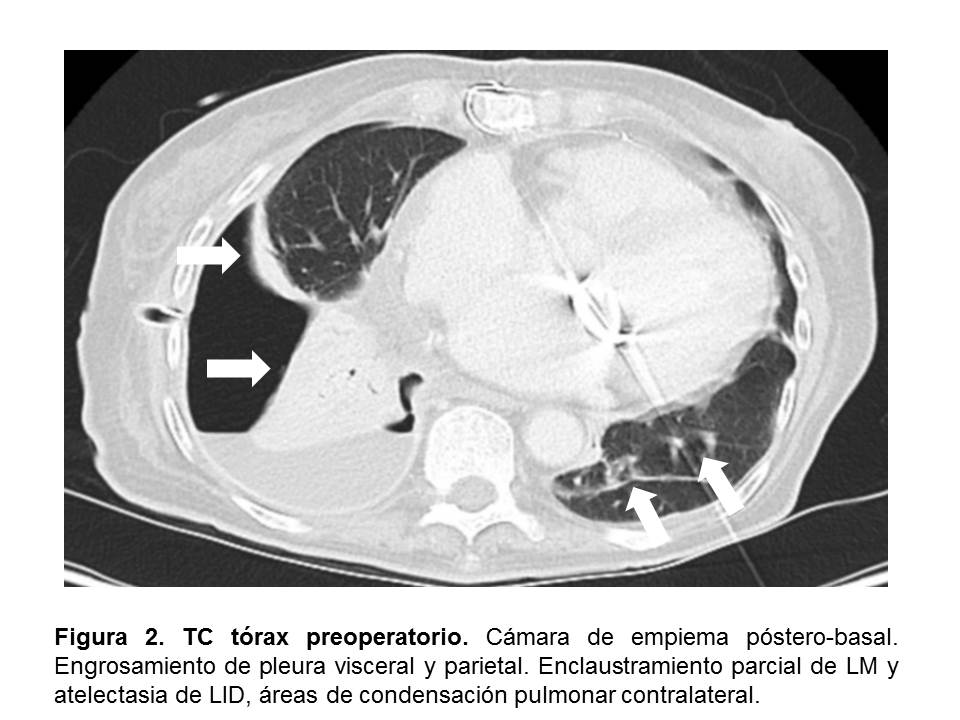 Figura 2. TC tórax preoperatorio. Cámara de empiema póstero-basal.
Engrosamiento de pleura visceral y parietal. Enclaustramiento parcial de LM y
atelectasia de LID, áreas de condensación pulmonar contralateral.